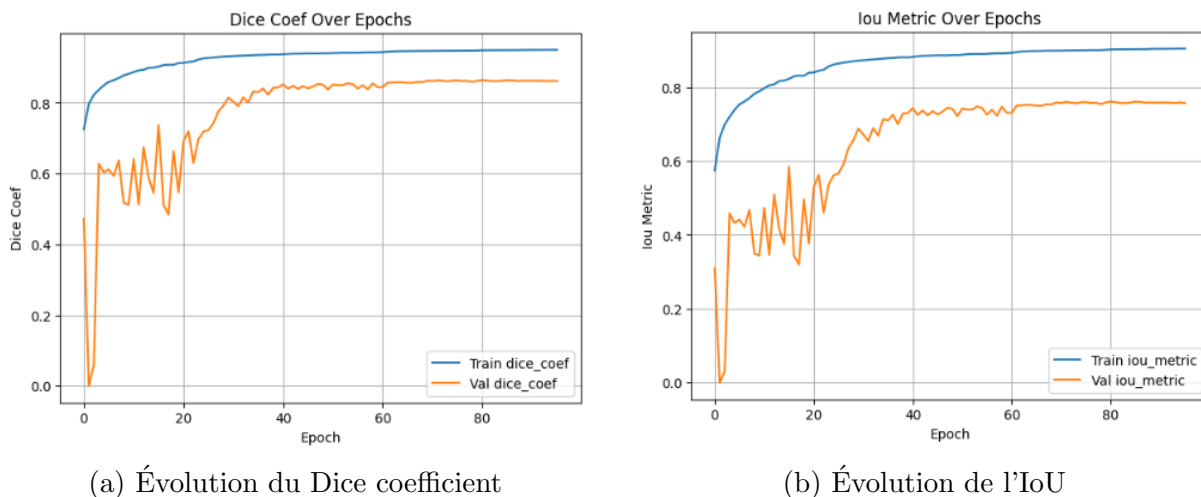 Dice Coef Over Epochs
Dice Coef
0.8
0.6
0.4
0.2
0.0
0
20
40
60
80
Epoch
Train dice_coef
Val dice_coef
(a) Évolution du Dice coefficient
Iou Metric Over Epochs
Iou Metric
0.8
0.6
0.4
0.2
0.0
0
20
40
60
80
Epoch
Train iou_metric
Val iou_metric
(b) Évolution de l'IoU